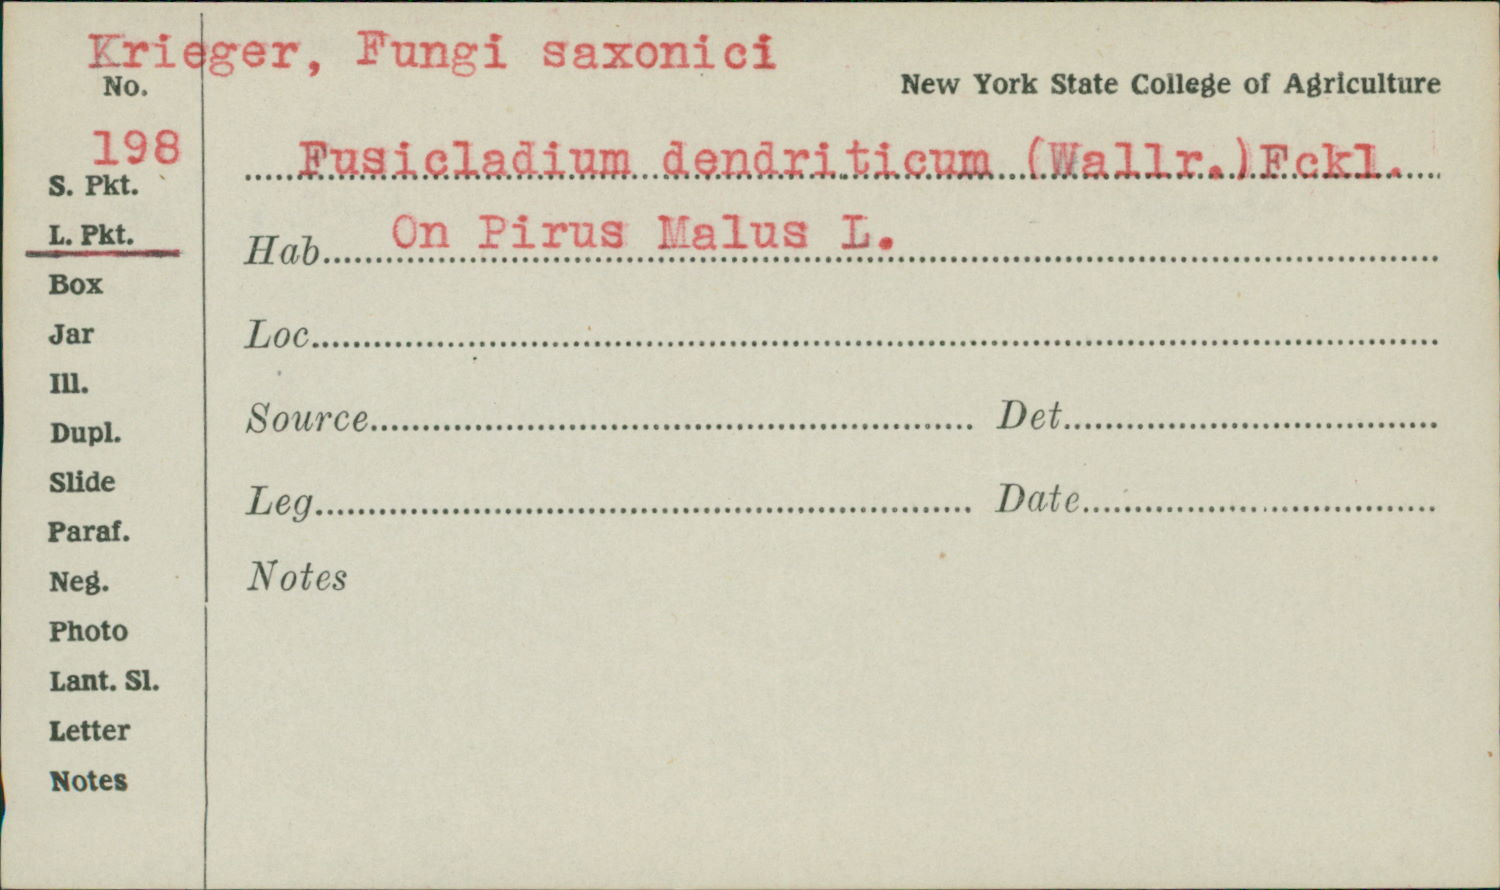 Krieger, Fungi saxonici
No.
New York State College of Agriculture
198
Fusicladium dendriticum (Wallr.)Fckl.
S. Pkt.
L. Pkt.
Hab. On Pirus Malus L.
Box
Jar
Loc.
Ill.
Dupl.
Source Det.
Slide
Leg. Date
Paraf.
Neg.
Notes
Photo
Lant. Sl.
Letter
Notes